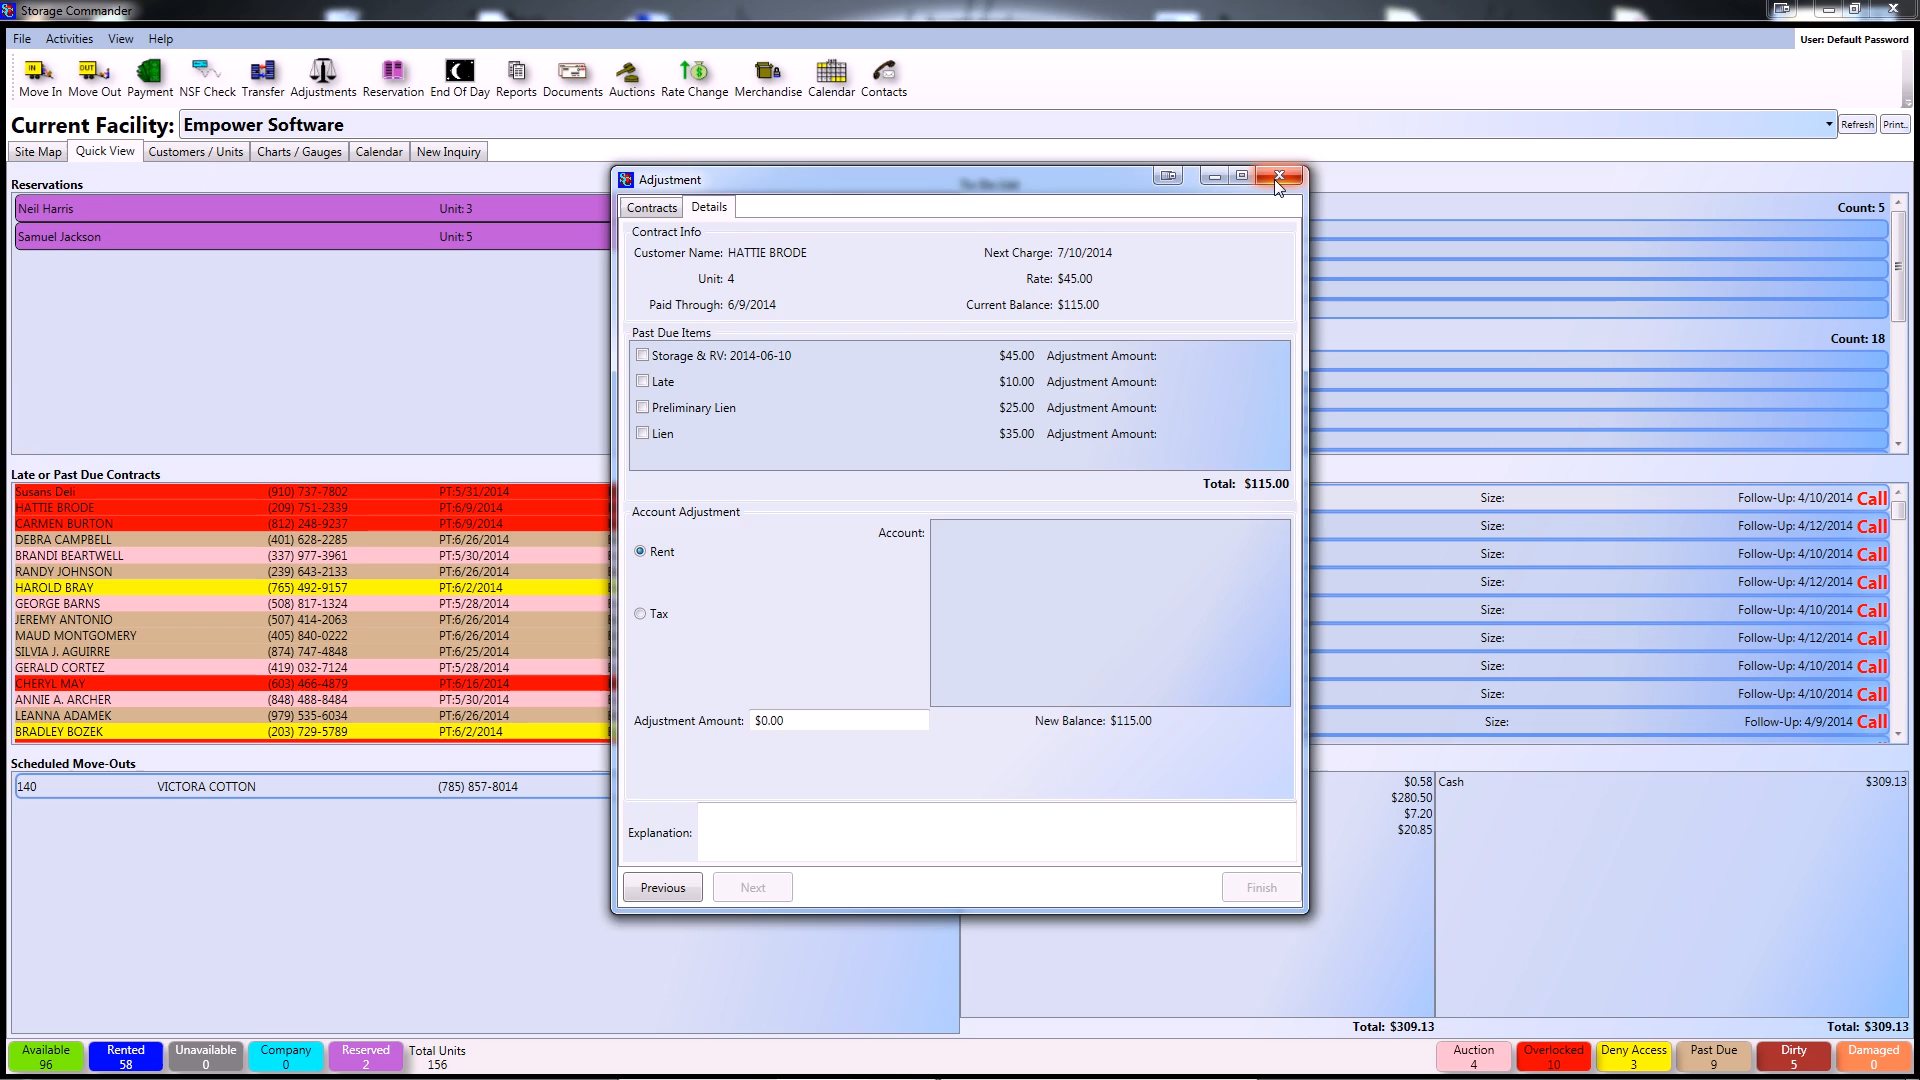 Storage Commander
File Activities View Help
User: Default Password
IN OUT
Move In Move Out Payment NSF Check Transfer Adjustments Reservation End Of Day Reports Documents Auctions Rate Change Merchandise Calendar Contacts
Current Facility: Empower Software
Refresh Print..
Site Map Quick View Customers / Units Charts / Gauges Calendar New Inquiry
Reservations
Neil Harris Unit: 3
Samuel Jackson Unit: 5
Count: 5
Count: 18
Late or Past Due Contracts
Susans Deli (910) 737-7802 PT:5/31/2014
HATTIE BRODE (209) 751-2339 PT:6/9/2014
CARMEN BURTON (812) 248-9237 PT:6/9/2014
DEBRA CAMPBELL (401) 628-2285 PT:6/26/2014
BRANDI BEARTWELL (337) 977-3961 PT:5/30/2014
RANDY JOHNSON (239) 643-2133 PT:6/26/2014
HAROLD BRAY (765) 492-9157 PT:6/2/2014
GEORGE BARNS (508) 817-1324 PT:5/28/2014
JEREMY ANTONIO (507) 414-2063 PT:6/26/2014
MAUD MONTGOMERY (405) 840-0222 PT:6/26/2014
SILVIA J. AGUIRRE (874) 747-4848 PT:6/25/2014
GERALD CORTEZ (419) 032-7124 PT:5/28/2014
CHERYL MAY (603) 466-4879 PT:6/16/2014
ANNIE A. ARCHER (848) 488-8484 PT:5/30/2014
LEANNA ADAMEK (979) 535-6034 PT:6/26/2014
BRADLEY BOZEK (203) 729-5789 PT:6/2/2014
Scheduled Move-Outs
140 VICTORA COTTON (785) 857-8014
Adjustment
Contracts Details
Contract Info
Customer Name: HATTIE BRODE Next Charge: 7/10/2014
Unit: 4 Rate: $45.00
Paid Through: 6/9/2014 Current Balance: $115.00
Past Due Items
Storage & RV: 2014-06-10 $45.00 Adjustment Amount:
Late $10.00 Adjustment Amount:
Preliminary Lien $25.00 Adjustment Amount:
Lien $35.00 Adjustment Amount:
Total: $115.00
Account Adjustment
Account:
Rent
Tax
Adjustment Amount: $0.00 New Balance: $115.00
Explanation:
Previous Next Finish
Size: Follow-Up: 4/10/2014 Call
Size: Follow-Up: 4/12/2014 Call
Size: Follow-Up: 4/10/2014 Call
Size: Follow-Up: 4/12/2014 Call
Size: Follow-Up: 4/10/2014 Call
Size: Follow-Up: 4/12/2014 Call
Size: Follow-Up: 4/10/2014 Call
Size: Follow-Up: 4/10/2014 Call
Size: Follow-Up: 4/9/2014 Call
$0.58 Cash $309.13
$280.50
$7.20
$20.85
Total: $309.13 Total: $309.13
Available Rented Unavailable Company Reserved Total Units Auction Overlocked Deny Access Past Due Dirty Damaged
96 58 0 0 2 156 4 10 3 9 5 0